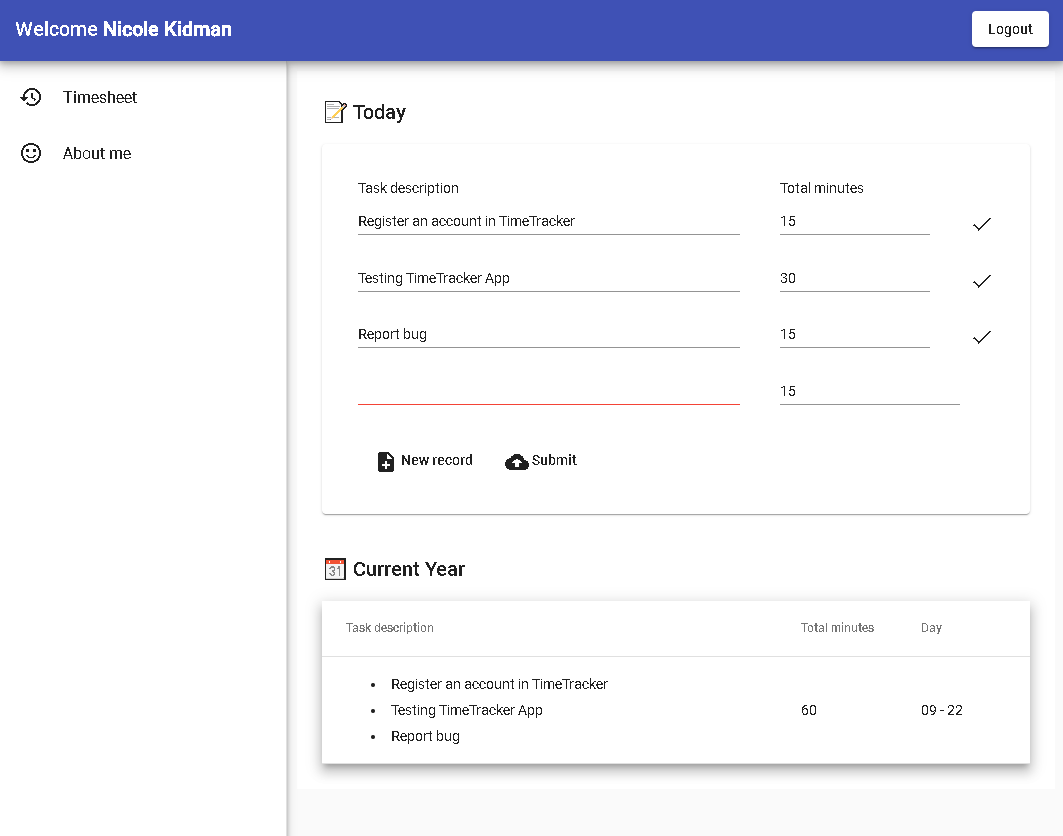 Welcome Nicole Kidman
Logout
Timesheet
About me
Today
Task description Total minutes
Register an account in TimeTracker 15
Testing TimeTracker App 30
Report bug 15
15
New record Submit
31 Current Year
Task description Total minutes Day
• Register an account in TimeTracker
• Testing TimeTracker App 60 09 - 22
• Report bug